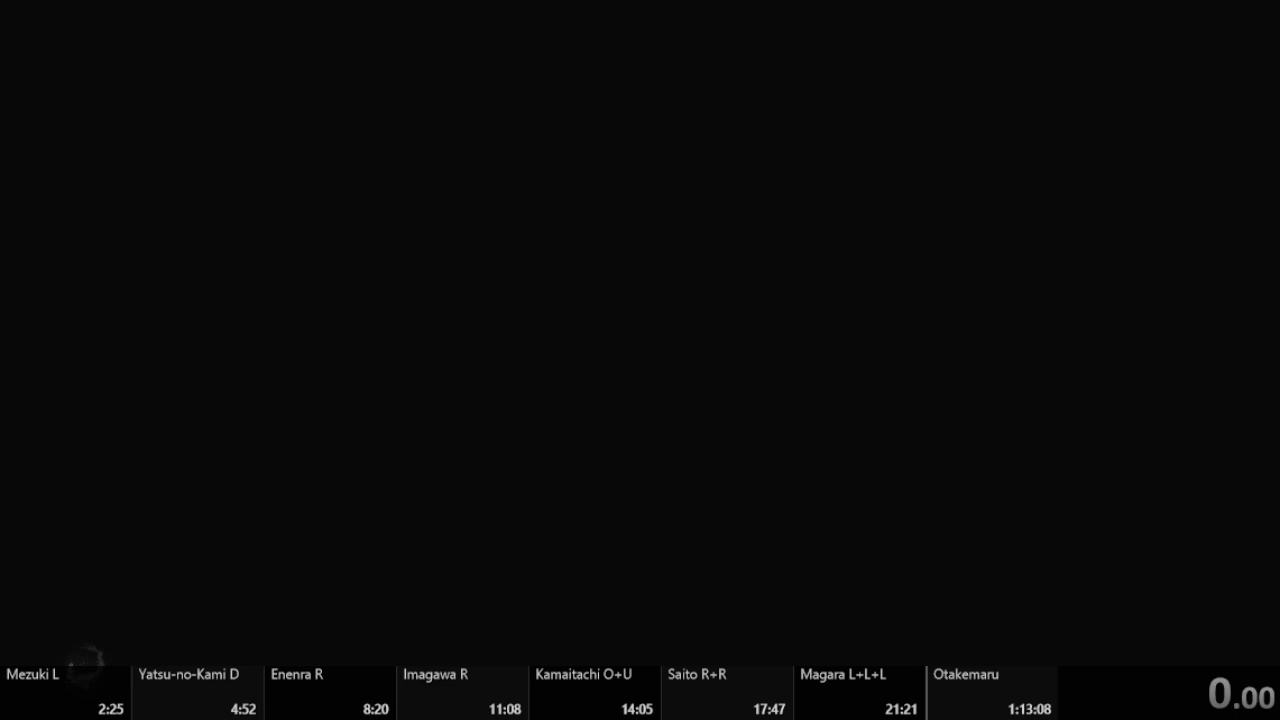 Mezuki L
2:25
Yatsu-no-Kami D
4:52
Enenra R
8:20
Imagawa R
11:08
Kamaitachi O+U
14:05
Saito R+R
17:47
Magara L+L+L
21:21
Otakemaru
1:13:08
0.00